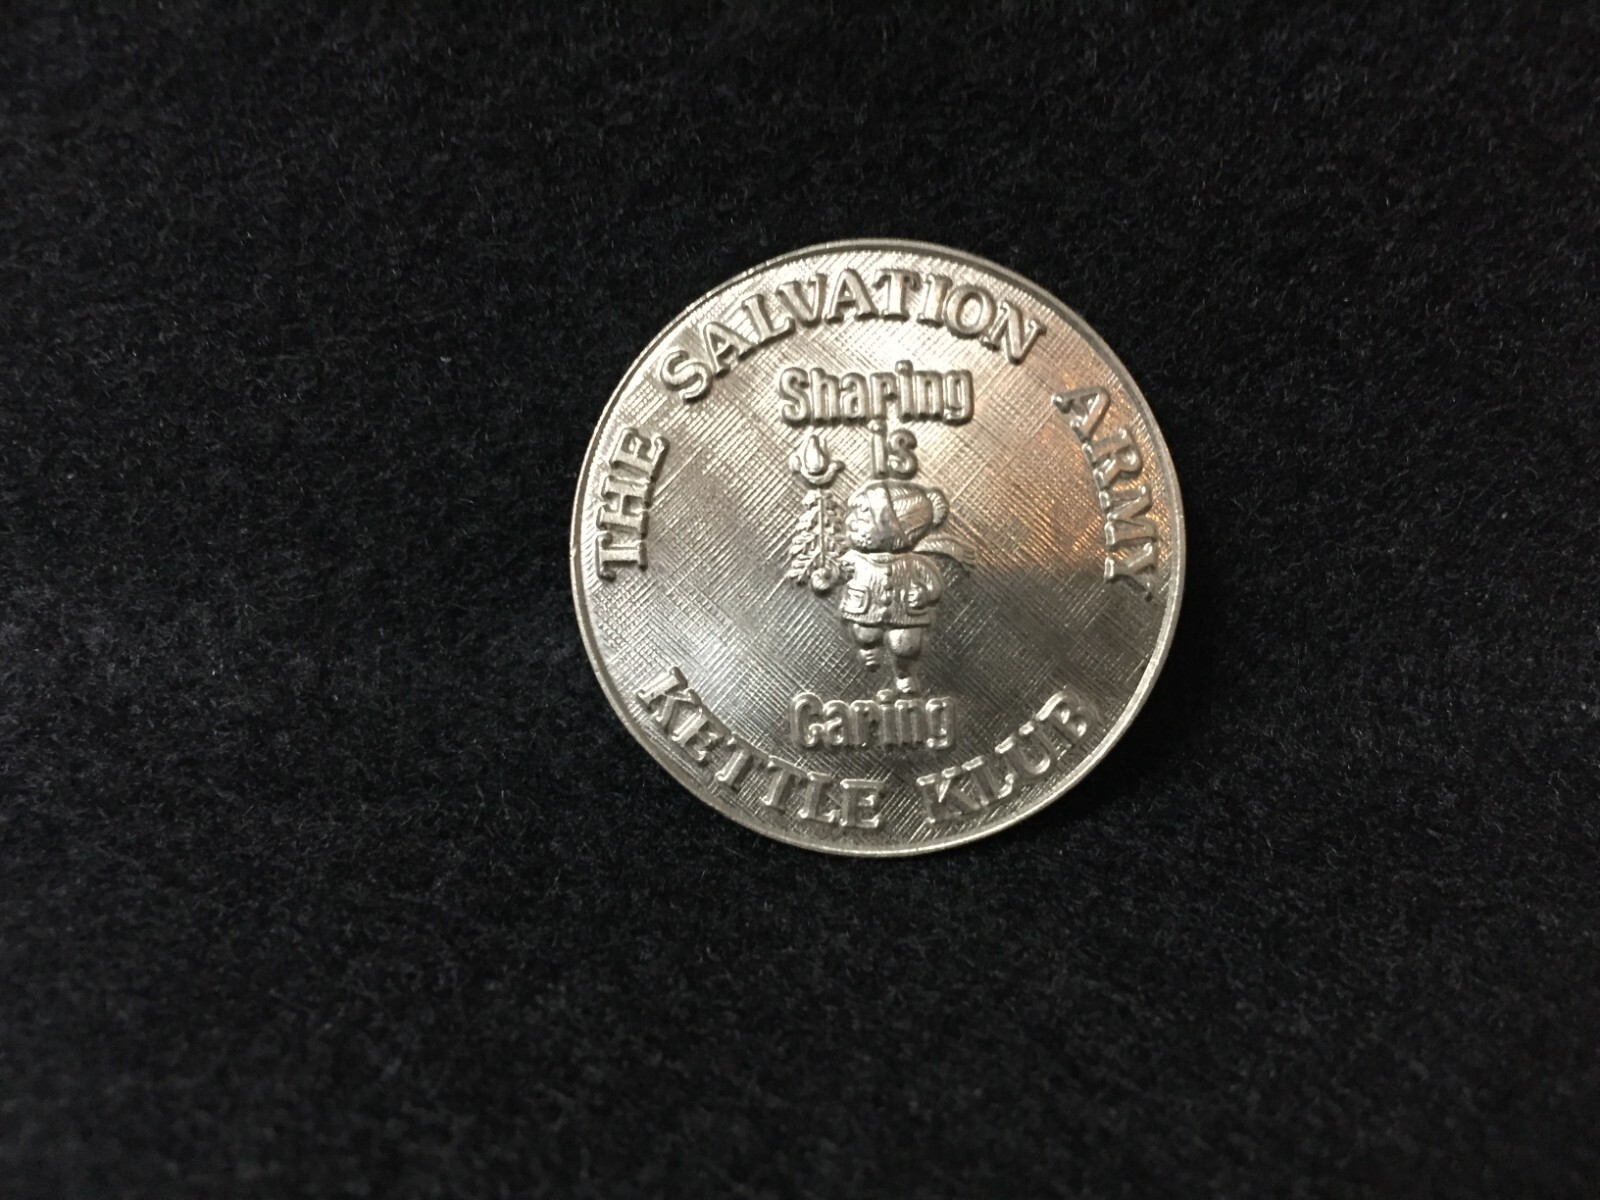 THE SALVATION ARMY
Sharing
is
Caring
KETTLE KLUB